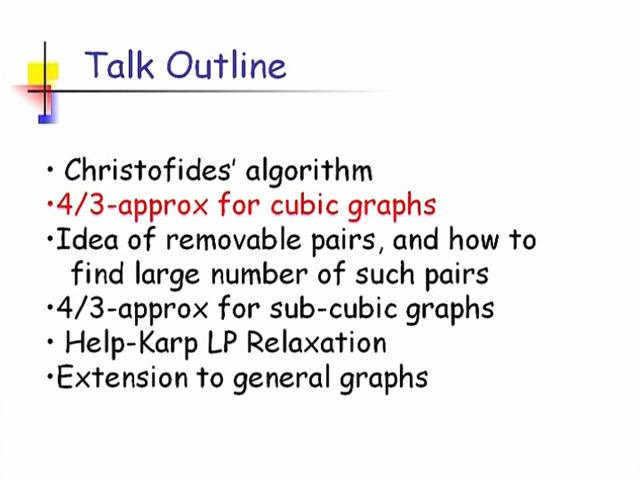 Talk Outline
• Christofides' algorithm
•4/3-approx for cubic graphs
•Idea of removable pairs, and how to
find large number of such pairs
•4/3-approx for sub-cubic graphs
• Help-Karp LP Relaxation
•Extension to general graphs